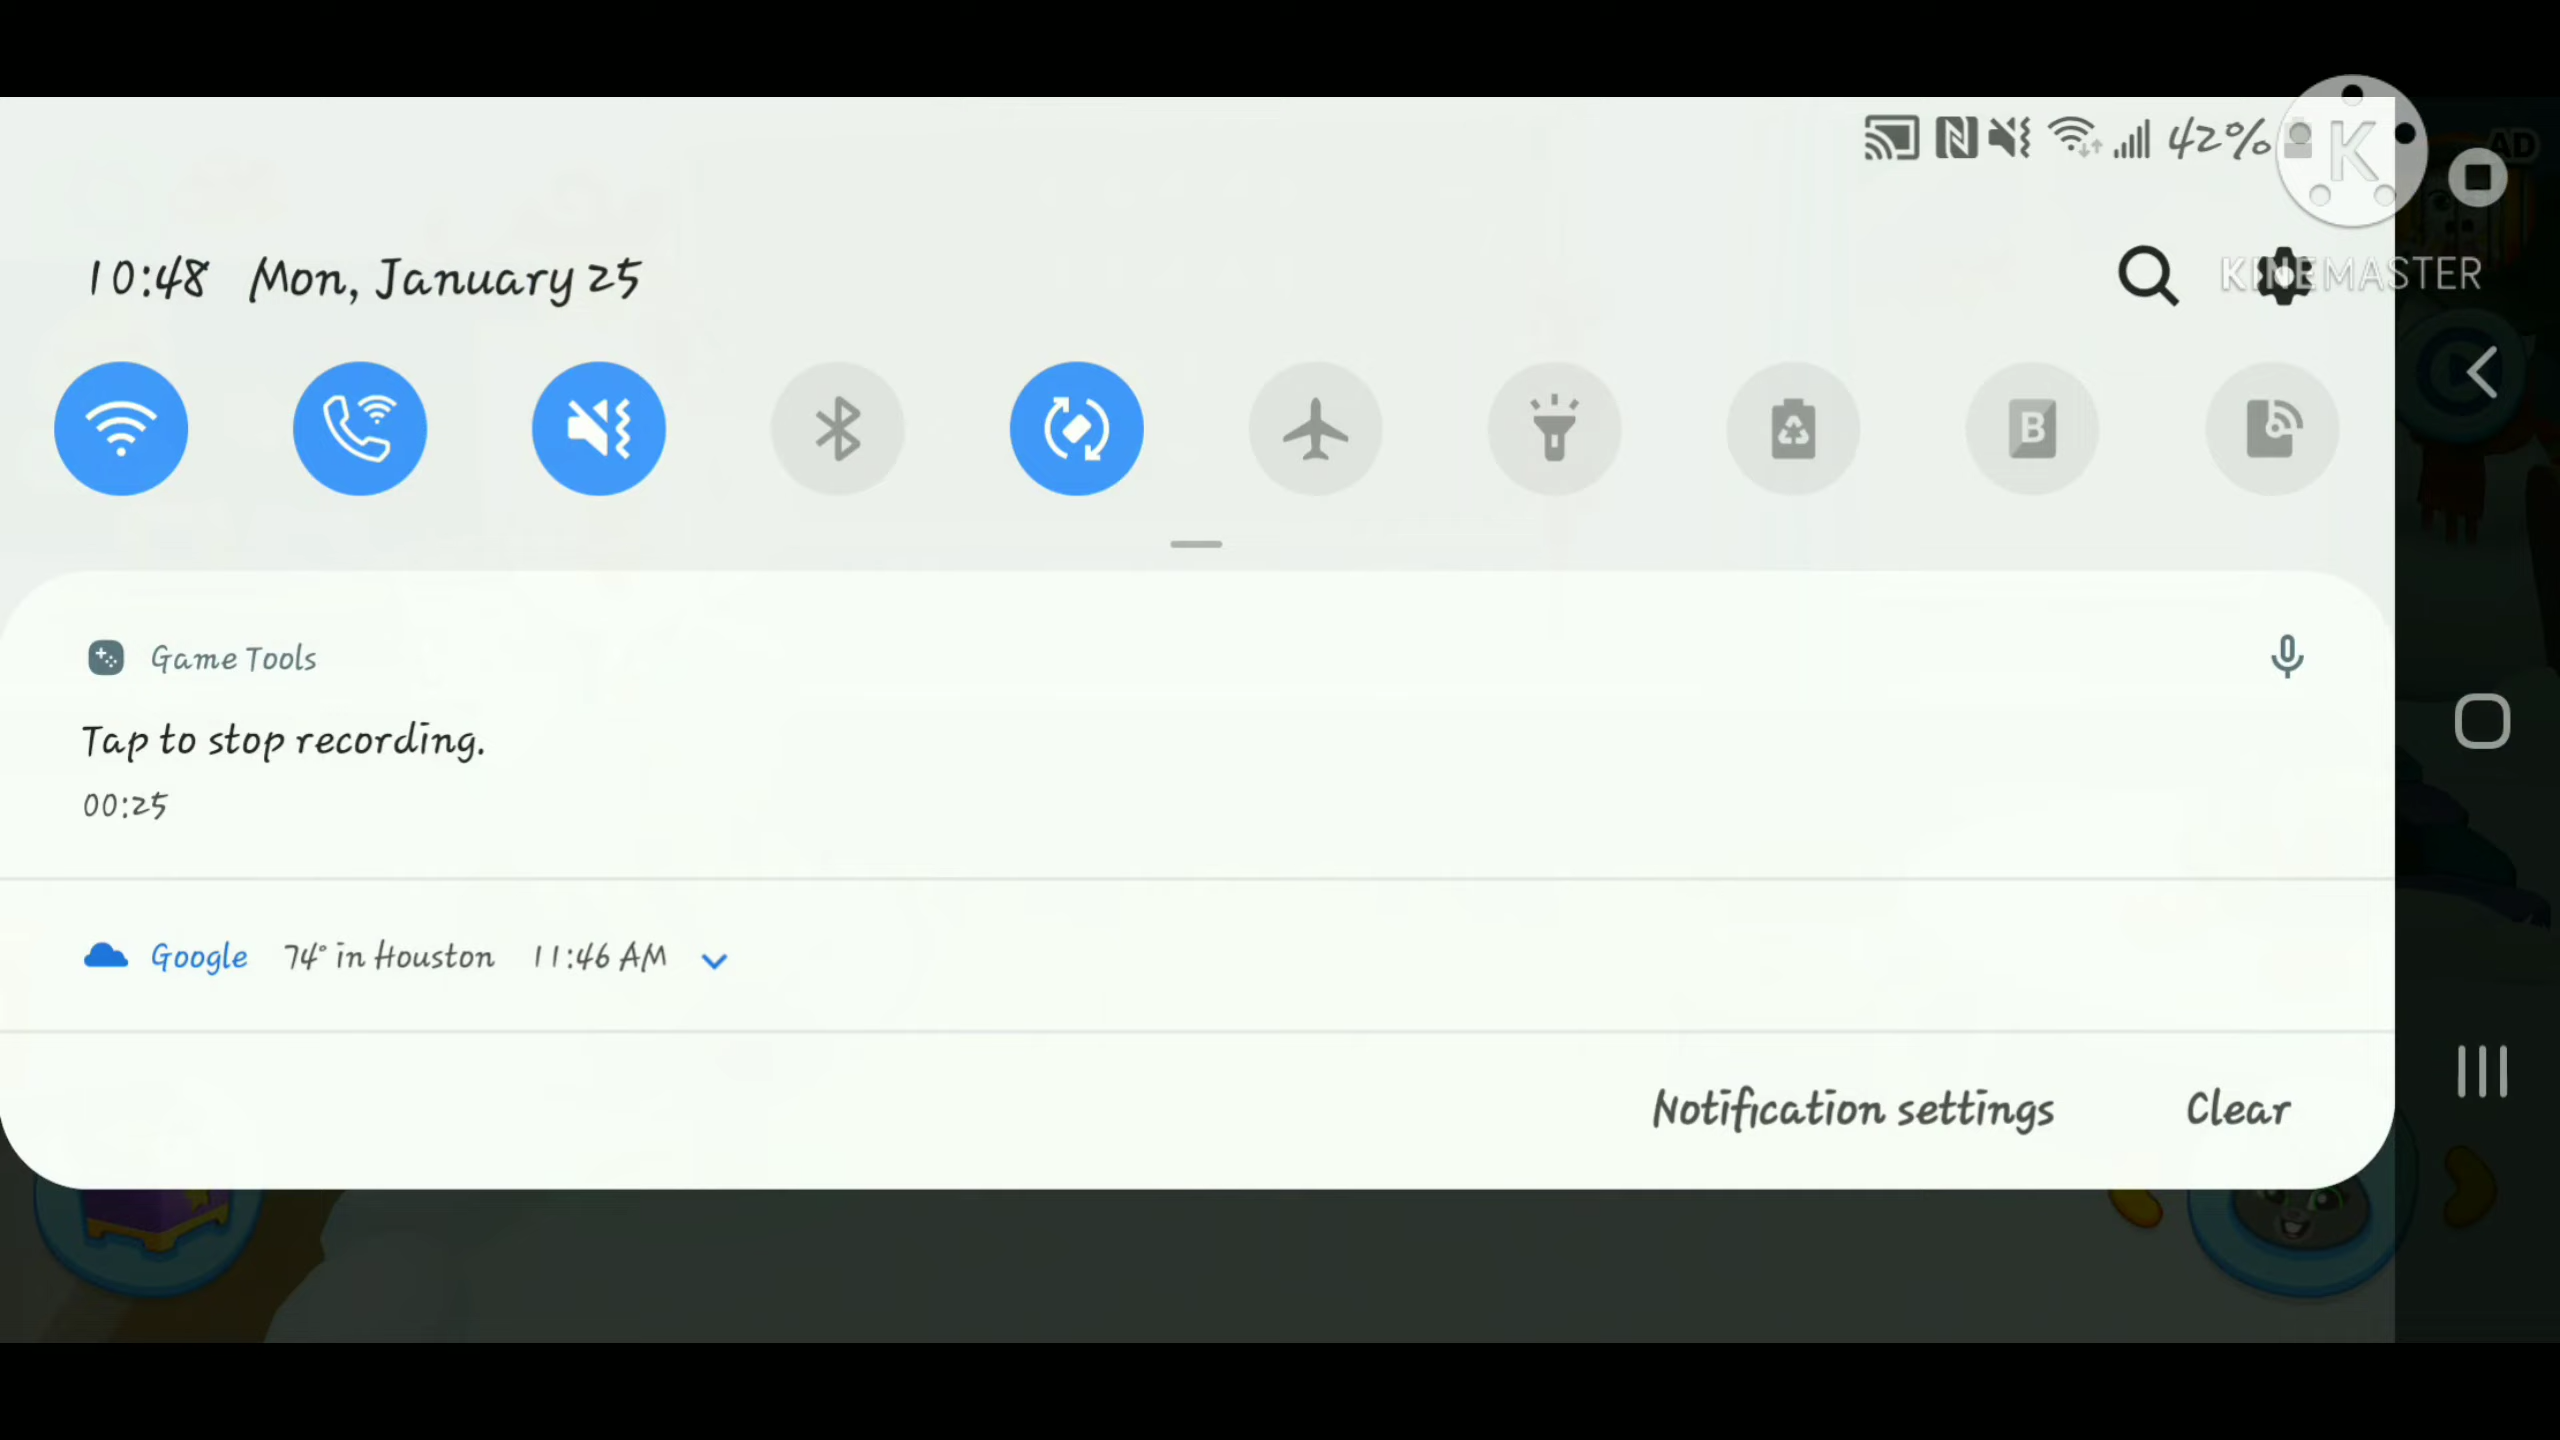 42%
AD
K
10:48 Mon, January 25
KINEMASTER
B
Game Tools
Tap to stop recording.
00:25
Google 74° in Houston 11:46 AM
Notification settings Clear